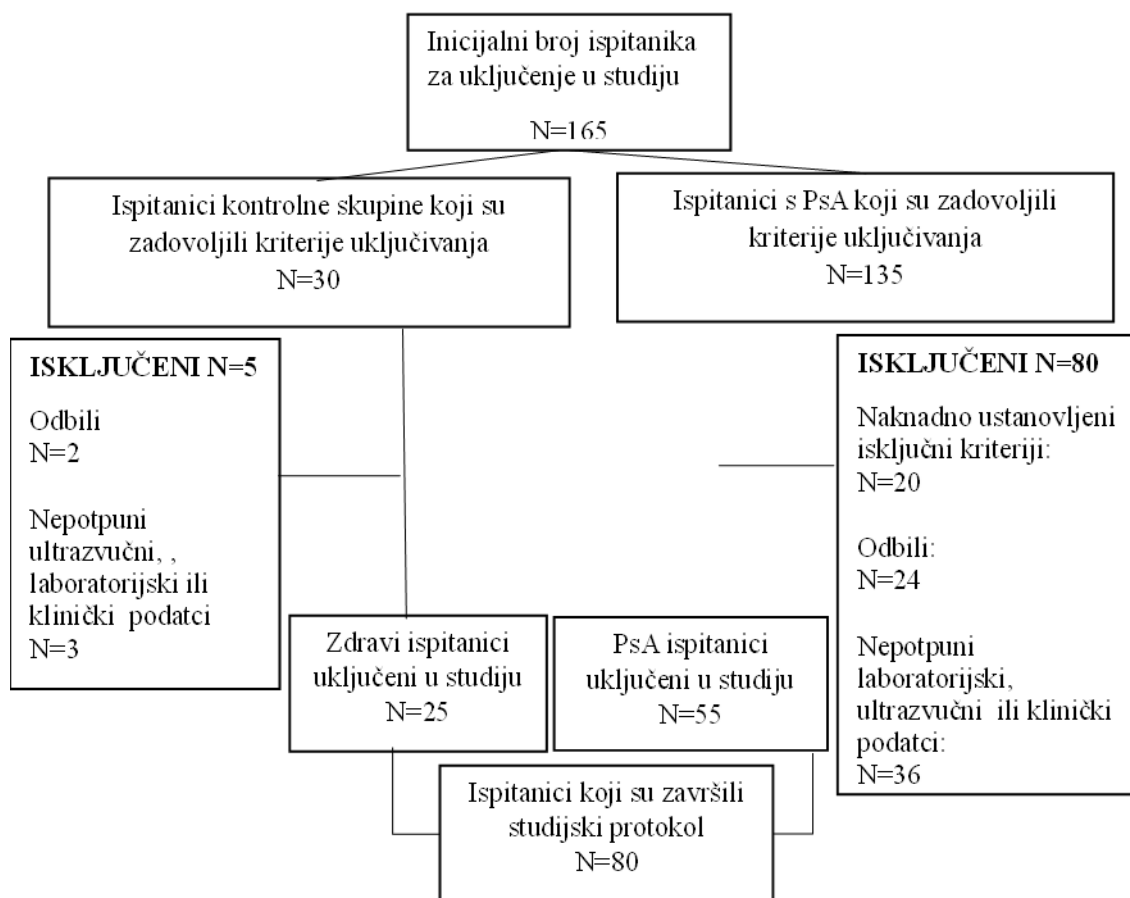 Inicijalni broj ispitanika
za uključenje u studiju
N=165
Ispitanici kontrolne skupine koji su
zadovoljili kriterije uključivanja
N=30
Ispitanici s PsA koji su zadovoljili
kriterije uključivanja
N=135
ISKLJUČENI N=5
Odbili
N=2
Nepotpuni
ultrazvučni, ,
laboratorijski ili
klinički podatci
N=3
ISKLJUČENI N=80
Naknadno ustanovljeni
isključni kriteriji:
N=20
Odbili:
N=24
Nepotpuni
laboratorijski,
ultrazvučni ili klinički
podatci:
N=36
Zdravi ispitanici
uključeni u studiju
N=25
PsA ispitanici
uključeni u studiju
N=55
Ispitanici koji su završili
studijski protokol
N=80